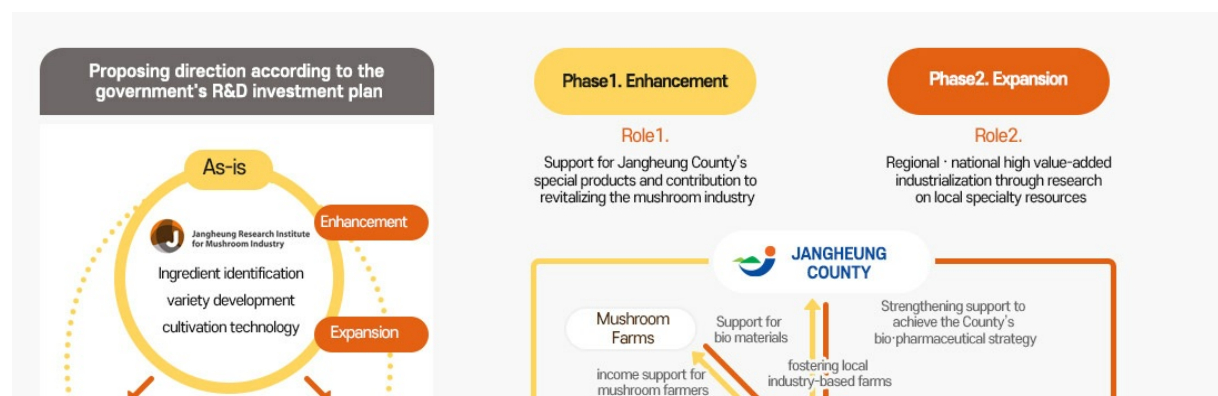 Proposing direction according to the
government's R&D investment plan
As-is
Enhancement
Jangheung Research Institute
for Mushroom Industry
Ingredient identification
variety development
cultivation technology
Expansion
Phase1. Enhancement
Role1.
Support for Jangheung County's
special products and contribution to
revitalizing the mushroom industry
Phase2. Expansion
Role2.
Regional · national high value-added
industrialization through research
on local specialty resources
JANGHEUNG
COUNTY
Mushroom
Farms
Support for
bio materials
Strengthening support to
achieve the County's
bio·pharmaceutical strategy
fostering local
industry-based farms
income support for
mushroom farmers